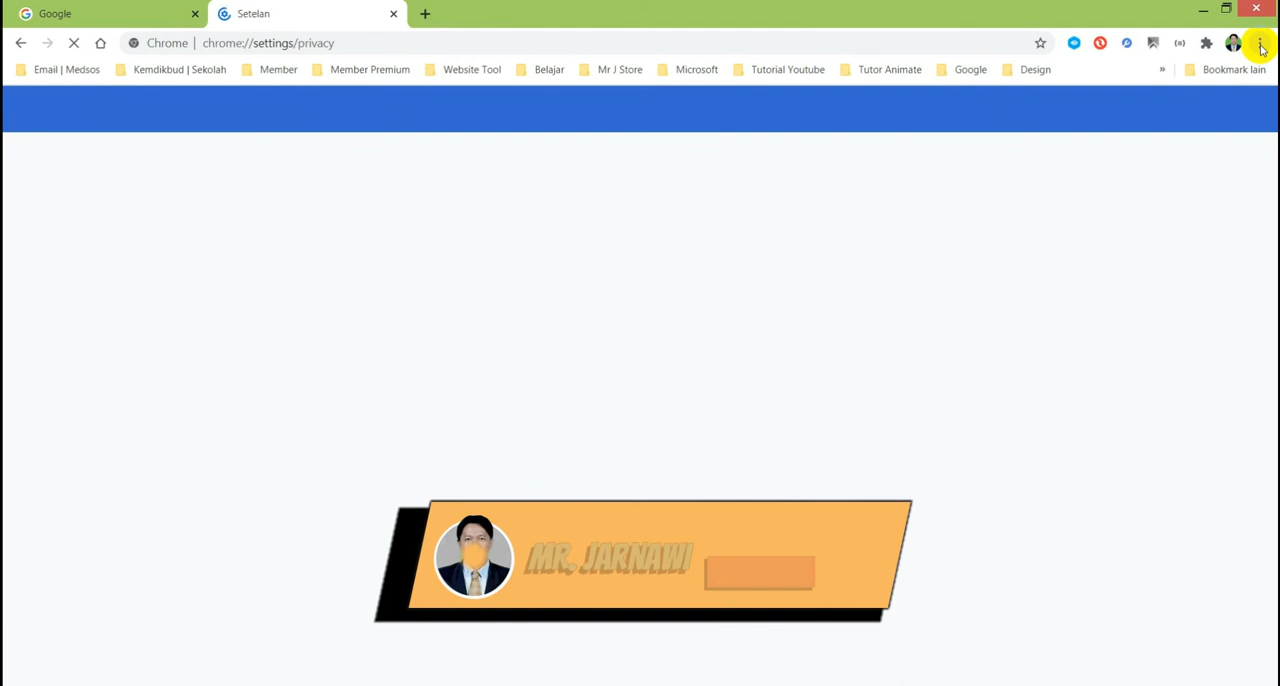 Google
Setelan
Chrome | chrome://settings/privacy
Email | Medsos
Kemdikbud | Sekolah
Member
Member Premium
Website Tool
Belajar
Mr J Store
Microsoft
Tutorial Youtube
Tutor Animate
Google
Design
»
Bookmark lain
MR. JARNAWI